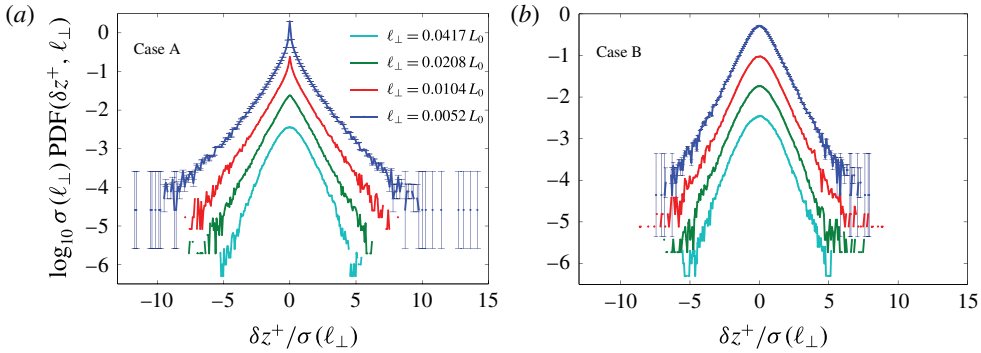 (a)
log₁₀ σ(ℓ⊥) PDF(δz⁺, ℓ⊥)
0
−1
−2
−3
−4
−5
−6
Case A
ℓ⊥ = 0.0417 L₀
ℓ⊥ = 0.0208 L₀
ℓ⊥ = 0.0104 L₀
ℓ⊥ = 0.0052 L₀
−10 −5 0 5 10 15
δz⁺/σ(ℓ⊥)
(b)
0
−1
−2
−3
−4
−5
−6
Case B
−10 −5 0 5 10 15
δz⁺/σ(ℓ⊥)